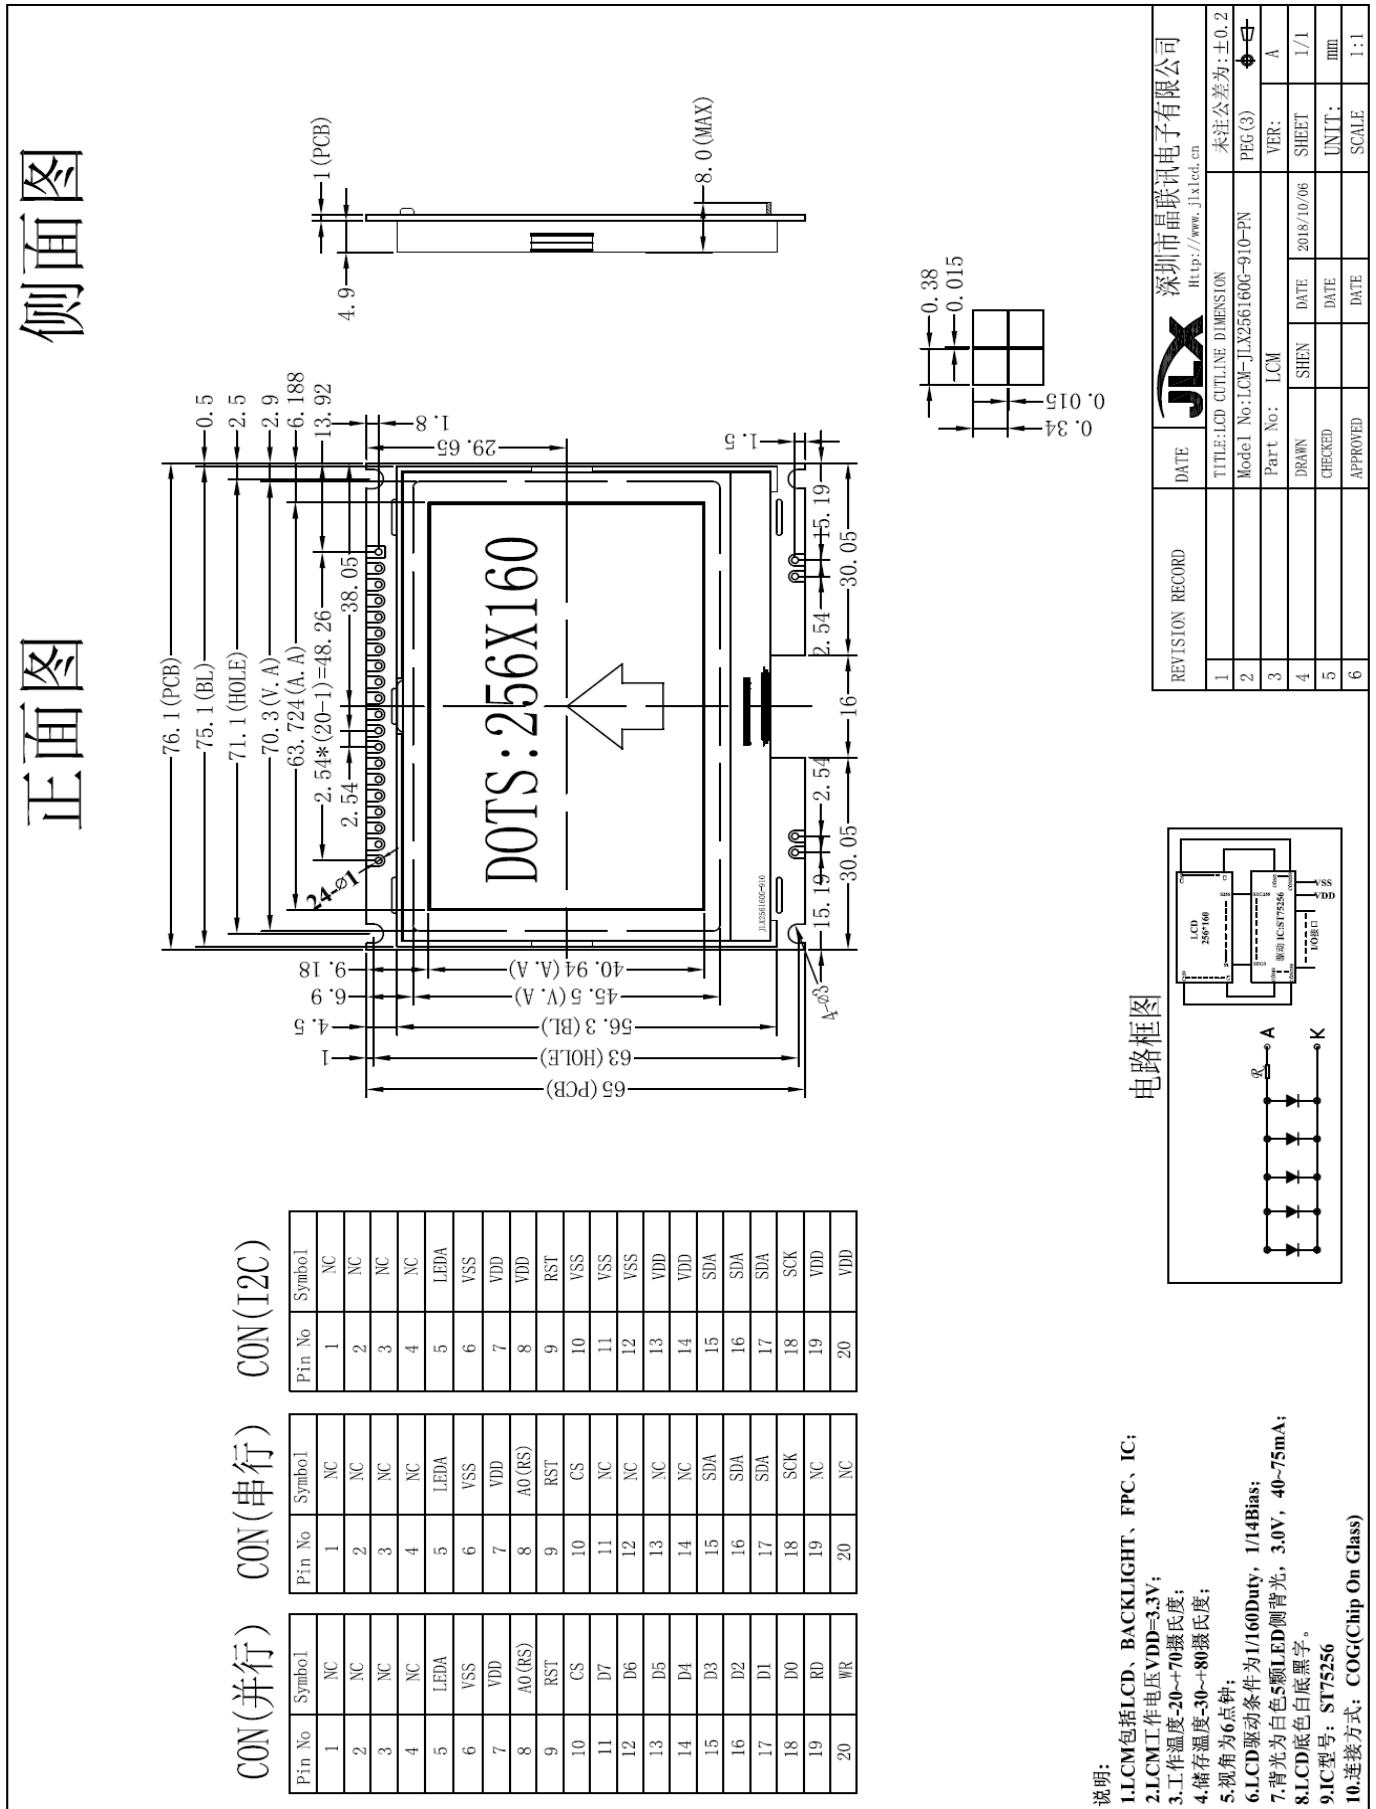 正面图
侧面图
76.1(PCB)
75.1(BL)
71.1(HOLE)
70.3(V.A)
63.724(A.A)
2.54*(20-1)=48.26
2.54
38.05
0.5
2.5
2.9
6.188
13.92
1.8
29.65
1.5
24-ø1
DOTS:256X160
JLX256160G-910
9.18
6.9
4.5
1
40.94(A.A)
45.5(V.A)
56.3(BL)
63(HOLE)
65(PCB)
4-ø3
15.19
2.54
30.05
16
2.54
15.19
30.05
1(PCB)
4.9
8.0(MAX)
0.38
0.015
0.015
0.34
CON(并行)
Pin No Symbol
1 NC
2 NC
3 NC
4 NC
5 LEDA
6 VSS
7 VDD
8 A0(RS)
9 RST
10 CS
11 D7
12 D6
13 D5
14 D4
15 D3
16 D2
17 D1
18 D0
19 RD
20 WR
CON(串行)
Pin No Symbol
1 NC
2 NC
3 NC
4 NC
5 LEDA
6 VSS
7 VDD
8 A0(RS)
9 RST
10 CS
11 NC
12 NC
13 NC
14 NC
15 SDA
16 SDA
17 SDA
18 SCK
19 NC
20 NC
CON(I2C)
Pin No Symbol
1 NC
2 NC
3 NC
4 NC
5 LEDA
6 VSS
7 VDD
8 VDD
9 RST
10 VSS
11 VSS
12 VSS
13 VDD
14 VDD
15 SDA
16 SDA
17 SDA
18 SCK
19 VDD
20 VDD
说明:
1.LCM包括LCD、BACKLIGHT、FPC、IC;
2.LCM工作电压VDD=3.3V;
3.工作温度-20~+70摄氏度;
4.储存温度-30~+80摄氏度;
5.视角为6点钟;
6.LCD驱动条件为1/160Duty, 1/14Bias;
7.背光为白色5颗LED侧背光, 3.0V, 40~75mA;
8.LCD底色白底黑字。
9.IC型号: ST75256
10.连接方式: COG(Chip On Glass)
电路框图
R
A
K
LCD
256*160
驱动 IC:ST75256
VSS
VDD
I/O接口
REVISION RECORD DATE
1
2
3
4
5
6
JLX 深圳市晶联讯电子有限公司
Http://www.jlxlcd.cn
TITLE:LCD CUTLINE DIMENSION 未注公差为:±0.2
Model No:LCM-JLX256160G-910-PN PEG(3)
Part No: LCM VER: A
DRAWN SHEN DATE 2018/10/06 SHEET 1/1
CHECKED DATE UNIT: mm
APPROVED DATE SCALE 1:1